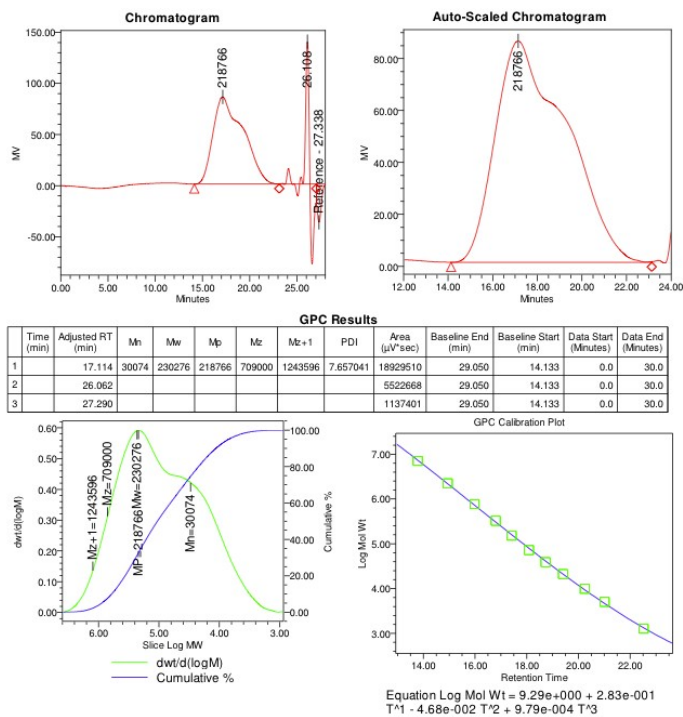 Chromatogram
Auto-Scaled Chromatogram
150.00
100.00
50.00
0.00
-50.00
MV
218766
26.108
Reference - 27.338
0.00 5.00 10.00 15.00 20.00 25.00
Minutes
80.00
60.00
40.00
20.00
0.00
MV
218766
12.00 14.00 16.00 18.00 20.00 22.00 24.00
Minutes
GPC Results
Time (min) Adjusted RT (min) Mn Mw Mp Mz Mz+1 PDI Area (µV*sec) Baseline End (min) Baseline Start (min) Data Start (Minutes) Data End (Minutes)
1 17.114 30074 230276 218766 709000 1243596 7.657041 18929510 29.050 14.133 0.0 30.0
2 26.062 5522668 29.050 14.133 0.0 30.0
3 27.290 1137401 29.050 14.133 0.0 30.0
0.60
0.40
0.30
0.20
0.10
0.00
dwt/d(logM)
Mz+1=1243596
Mz=709000
MP=218766 Mw=230276
Mn=30074
100.00
80.00
60.00
40.00
20.00
0.00
Cumulative %
6.00 5.00 4.00 3.00
Slice Log MW
dwt/d(logM)
Cumulative %
GPC Calibration Plot
7.00
6.00
5.00
4.00
3.00
Log Mol Wt
14.00 16.00 18.00 20.00 22.00
Retention Time
Equation Log Mol Wt = 9.29e+000 + 2.83e-001
T^1 - 4.68e-002 T^2 + 9.79e-004 T^3